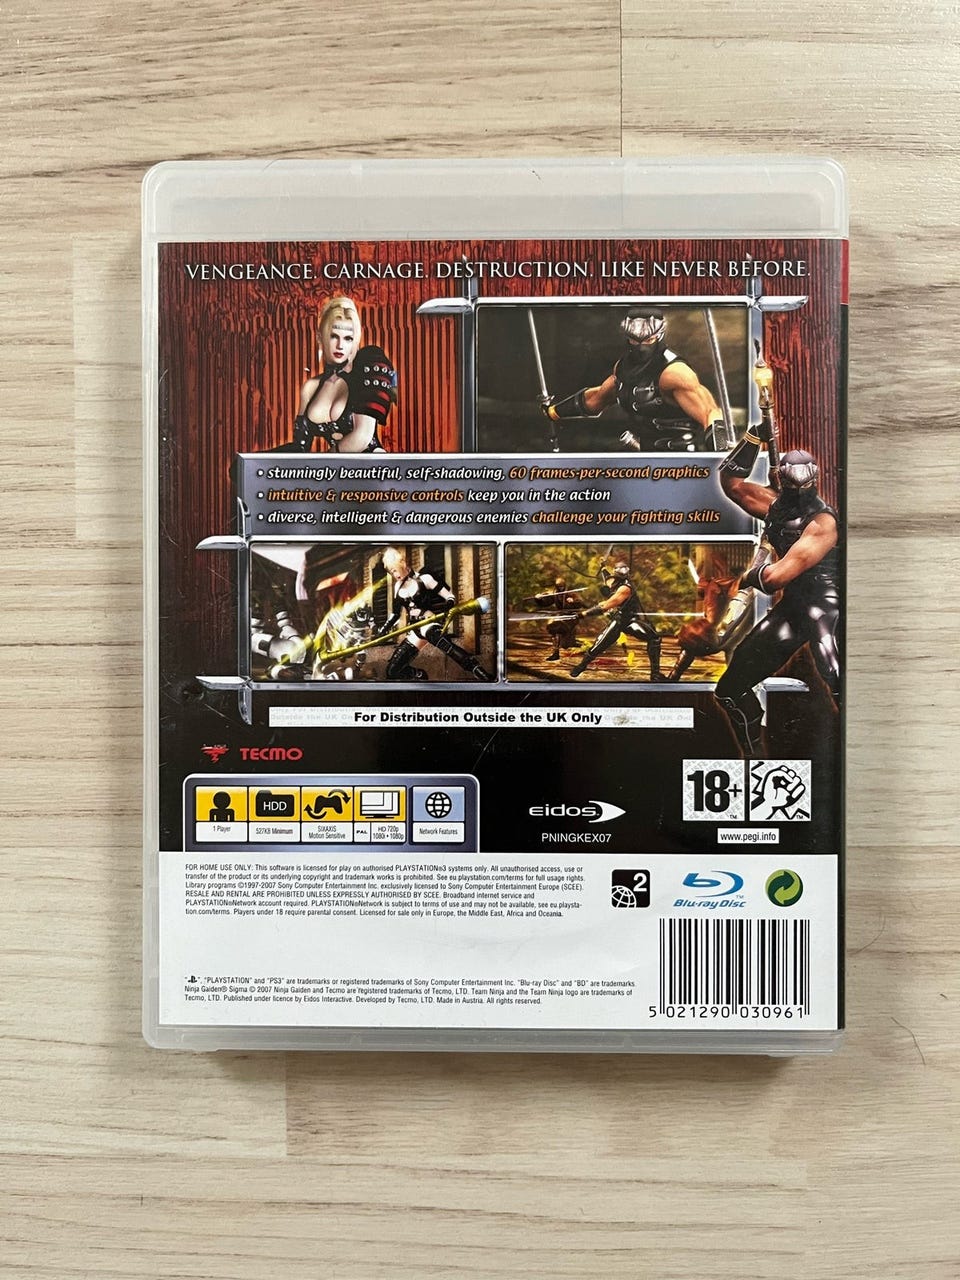 VENGEANCE. CARNAGE. DESTRUCTION. LIKE NEVER BEFORE.
• stunningly beautiful, self-shadowing, 60 frames-per-second graphics
• intuitive & responsive controls keep you in the action
• diverse, intelligent & dangerous enemies challenge your fighting skills
For Distribution Outside the UK Only
TECMO
18+
www.pegi.info
HDD
1 Player
527KB Minimum
SIXAXIS
Motion Sensitive
PAL
HD 720p
1080i • 1080p
Network Features
eidos
PNINGKEX07
FOR HOME USE ONLY: This software is licensed for play on authorised PLAYSTATION®3 systems only. All unauthorised access, use or
transfer of the product or its underlying copyright and trademark works is prohibited. See eu.playstation.com/terms for full usage rights.
Library programs ©1997-2007 Sony Computer Entertainment Inc. exclusively licensed to Sony Computer Entertainment Europe (SCEE).
RESALE AND RENTAL ARE PROHIBITED UNLESS EXPRESSLY AUTHORISED BY SCEE. Broadband internet service and
PLAYSTATION®Network account required. PLAYSTATION®Network is subject to terms of use and may not be available, see eu.playsta-
tion.com/terms. Players under 18 require parental consent. Licensed for sale only in Europe, the Middle East, Africa and Oceania.
2
Blu-ray Disc
"", "PLAYSTATION" and "PS3" are trademarks or registered trademarks of Sony Computer Entertainment Inc. "Blu-ray Disc" and "BD" are trademarks.
Ninja Gaiden® Sigma © 2007 Ninja Gaiden and Tecmo are registered trademarks of Tecmo, LTD. Team Ninja and the Team Ninja logo are trademarks of
Tecmo, LTD. Published under licence by Eidos Interactive. Developed by Tecmo, LTD. Made in Austria. All rights reserved.
5 021290 030961